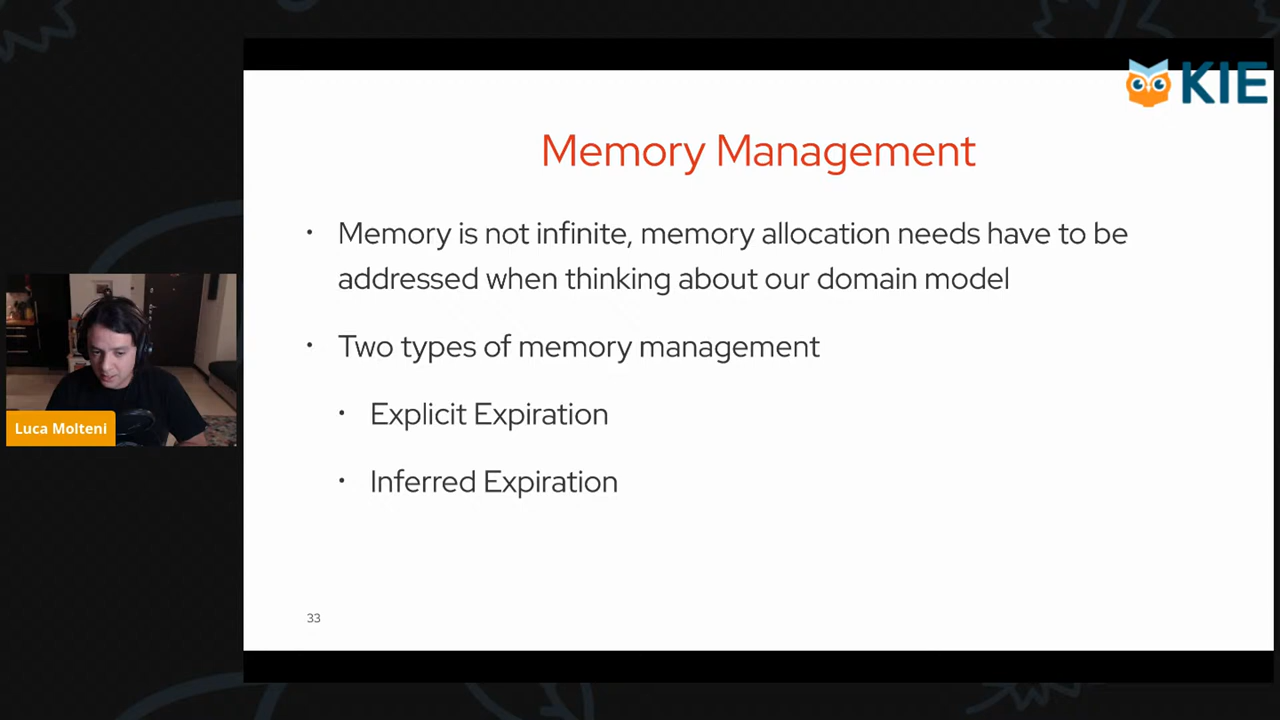 KIE
Memory Management
• Memory is not infinite, memory allocation needs have to be
addressed when thinking about our domain model
• Two types of memory management
• Explicit Expiration
• Inferred Expiration
Luca Molteni
33